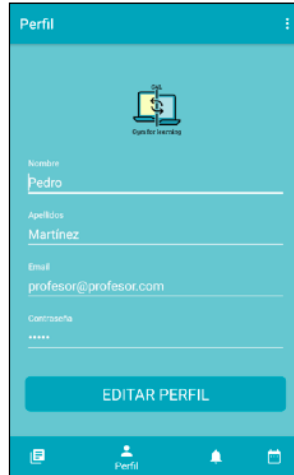 Perfil
Gym for learning
Nombre
Pedro
Apellidos
Martínez
Email
profesor@profesor.com
Contraseña
•••••
EDITAR PERFIL
Perfil